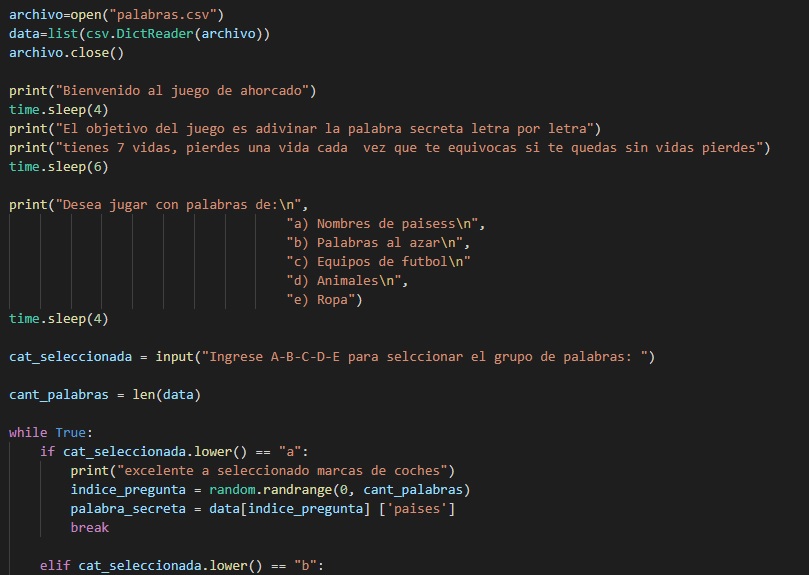 archivo=open("palabras.csv")
data=list(csv.DictReader(archivo))
archivo.close()
print("Bienvenido al juego de ahorcado")
time.sleep(4)
print("El objetivo del juego es adivinar la palabra secreta letra por letra")
print("tienes 7 vidas, pierdes una vida cada  vez que te equivocas si te quedas sin vidas pierdes")
time.sleep(6)
print("Desea jugar con palabras de:\n",
"a) Nombres de paisess\n",
"b) Palabras al azar\n",
"c) Equipos de futbol\n"
"d) Animales\n",
"e) Ropa")
time.sleep(4)
cat_seleccionada = input("Ingrese A-B-C-D-E para selccionar el grupo de palabras: ")
cant_palabras = len(data)
while True:
    if cat_seleccionada.lower() == "a":
        print("excelente a seleccionado marcas de coches")
        indice_pregunta = random.randrange(0, cant_palabras)
        palabra_secreta = data[indice_pregunta] ['paises']
        break
    elif cat_seleccionada.lower() == "b":